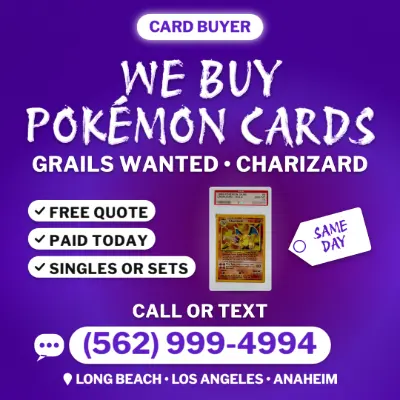 CARD BUYER
WE BUY
POKÉMON CARDS
GRAILS WANTED • CHARIZARD
FREE QUOTE
PAID TODAY
SINGLES OR SETS
SAME
DAY
CALL OR TEXT
(562) 999-4994
LONG BEACH • LOS ANGELES • ANAHEIM